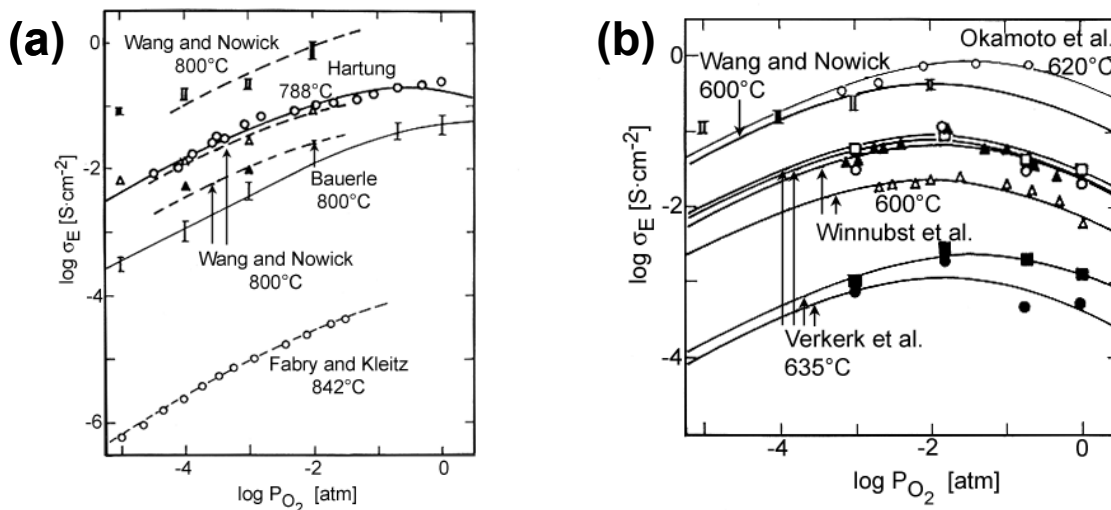 (a)
0
-2
-4
-6
log σE [S·cm-2]
Wang and Nowick
800°C
Hartung
788°C
Bauerle
800°C
Wang and Nowick
800°C
Fabry and Kleitz
842°C
-4
-2
0
log PO2 [atm]
(b)
0
-2
-4
log σE [S·cm-2]
Okamoto et al.
620°C
Wang and Nowick
600°C
600°C
Winnubst et al.
Verkerk et al.
635°C
-4
-2
0
log PO2 [atm]